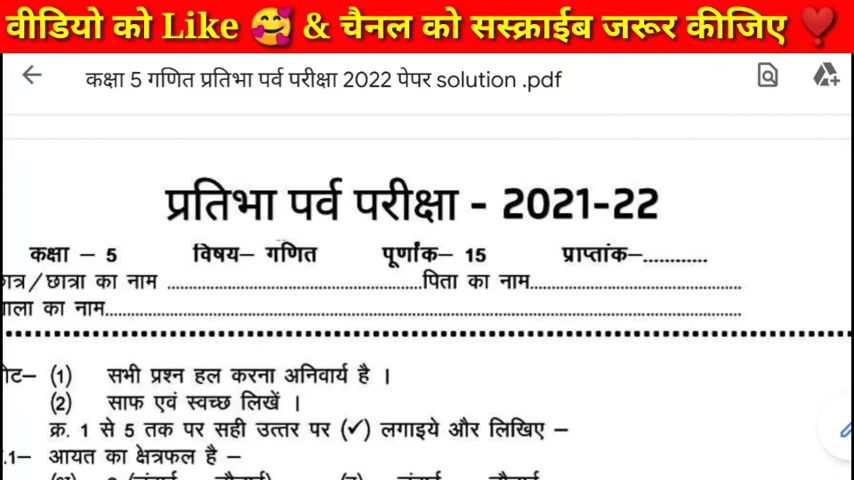 वीडियो को Like 🥰 & चैनल को सस्क्राईब जरूर कीजिए ❣️
कक्षा 5 गणित प्रतिभा पर्व परीक्षा 2022 पेपर solution .pdf
प्रतिभा पर्व परीक्षा - 2021-22
कक्षा – 5 विषय– गणित पूर्णांक– 15 प्राप्तांक–............
ात्र/छात्रा का नाम ................................................पिता का नाम........................................
ाला का नाम........................................................................................................................
ोट– (1) सभी प्रश्न हल करना अनिवार्य है ।
(2) साफ एवं स्वच्छ लिखें ।
क्र. 1 से 5 तक पर सही उत्तर पर (✓) लगाइये और लिखिए –
.1– आयत का क्षेत्रफल है –